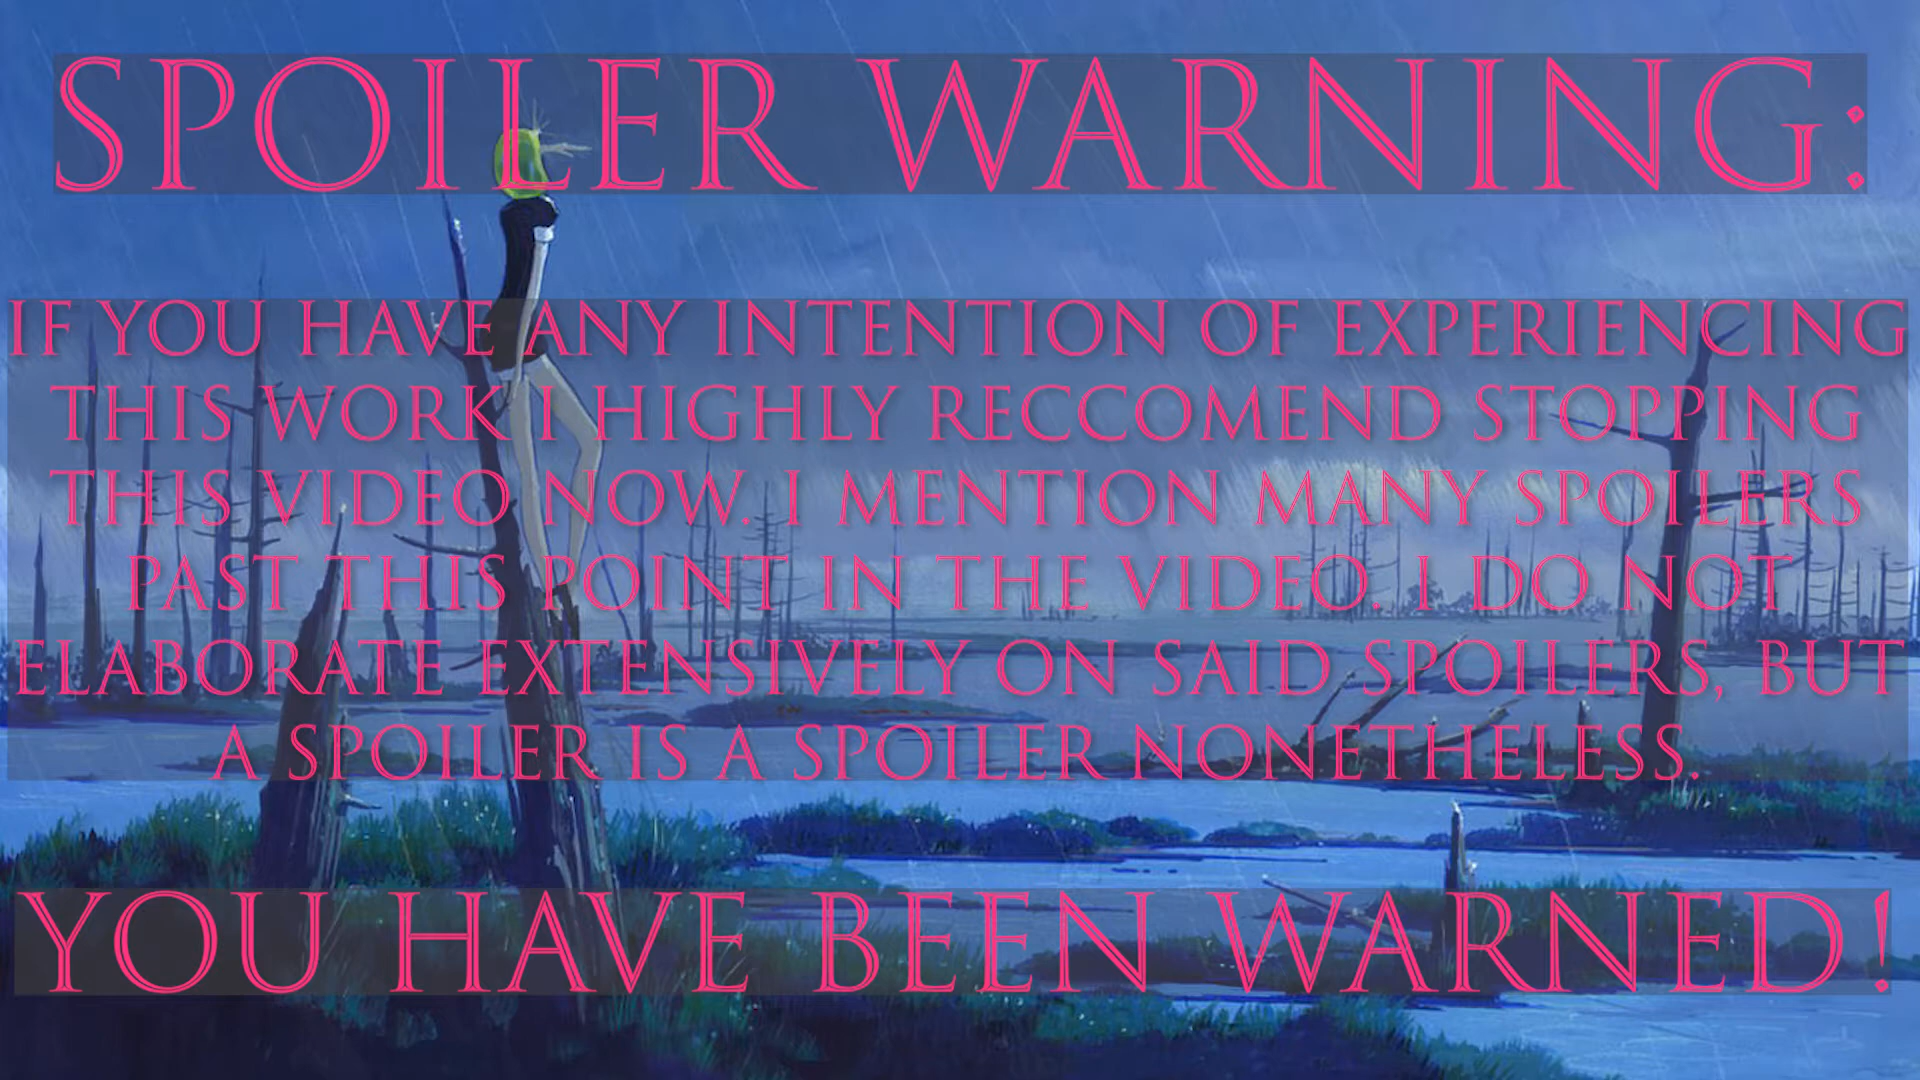 SPOILER WARNING:
IF YOU HAVE ANY INTENTION OF EXPERIENCING
THIS WORK I HIGHLY RECCOMEND STOPPING
THIS VIDEO NOW. I MENTION MANY SPOILERS
PAST THIS POINT IN THE VIDEO. I DO NOT
ELABORATE EXTENSIVELY ON SAID SPOILERS, BUT
A SPOILER IS A SPOILER NONETHELESS.
YOU HAVE BEEN WARNED!